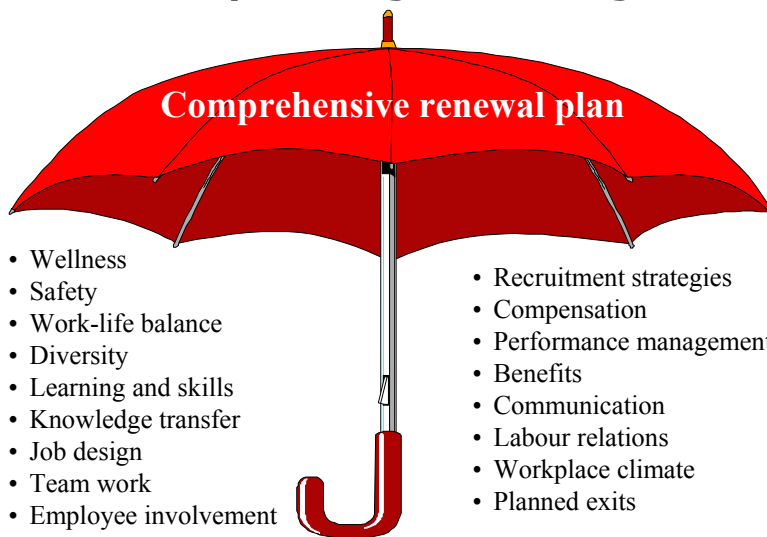 Comprehensive renewal plan
• Wellness
• Safety
• Work-life balance
• Diversity
• Learning and skills
• Knowledge transfer
• Job design
• Team work
• Employee involvement
• Recruitment strategies
• Compensation
• Performance management
• Benefits
• Communication
• Labour relations
• Workplace climate
• Planned exits